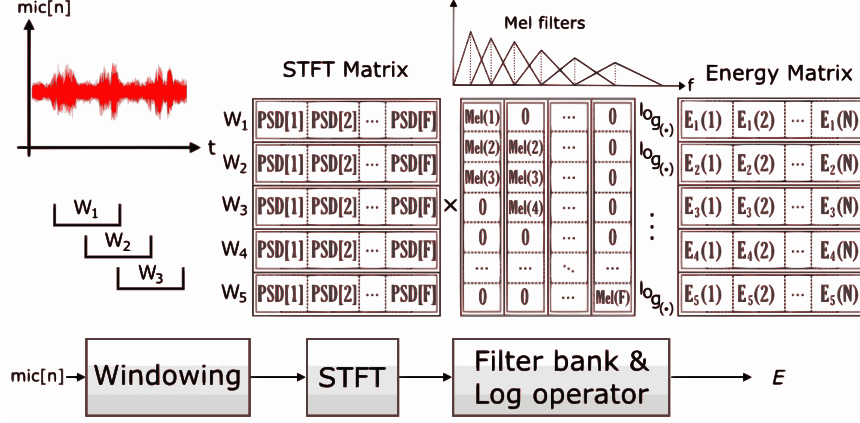 mic[n]
t
W1
W2
W3
STFT Matrix
Mel filters
f
Energy Matrix
W1 PSD[1] PSD[2] ... PSD[F]
W2 PSD[1] PSD[2] ... PSD[F]
W3 PSD[1] PSD[2] ... PSD[F]
W4 PSD[1] PSD[2] ... PSD[F]
W5 PSD[1] PSD[2] ... PSD[F]
×
Mel(1) 0 ... 0
Mel(2) Mel(2) 0
Mel(3) Mel(3) 0
0 Mel(4) 0
0 0 ... 0
... ... ⋱ ...
0 0 ... Mel(F)
log(•)
log(•)
⋮
log(•)
E1(1) E1(2) ... E1(N)
E2(1) E2(2) ... E2(N)
E3(1) E3(2) ... E3(N)
E4(1) E4(2) ... E4(N)
E5(1) E5(2) ... E5(N)
mic[n]
Windowing
STFT
Filter bank &
Log operator
E